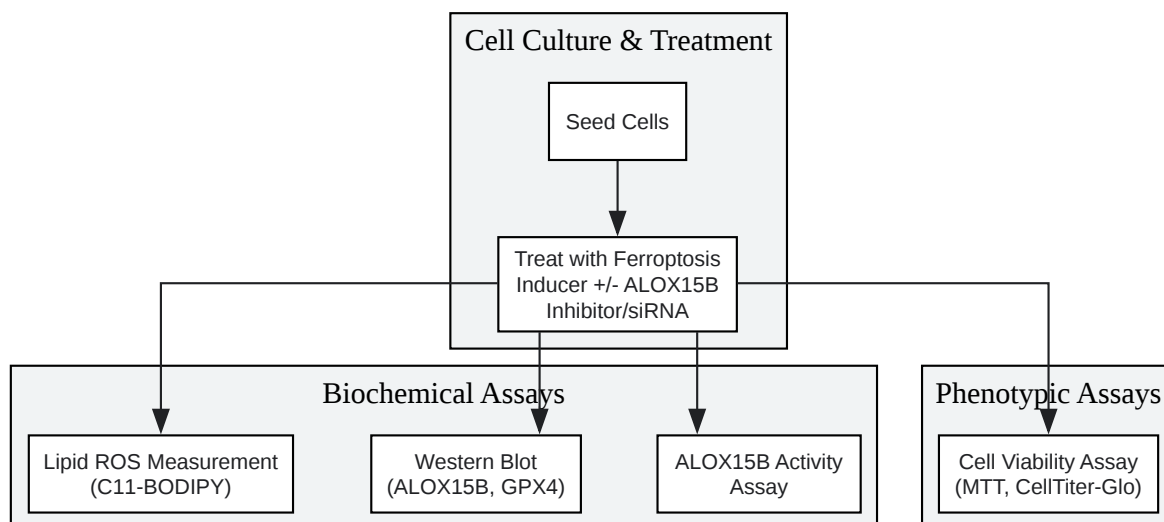 Cell Culture & Treatment
Seed Cells
Treat with Ferroptosis
Inducer +/- ALOX15B
Inhibitor/siRNA
Biochemical Assays
Phenotypic Assays
Lipid ROS Measurement
(C11-BODIPY)
Western Blot
(ALOX15B, GPX4)
ALOX15B Activity
Assay
Cell Viability Assay
(MTT, CellTiter-Glo)